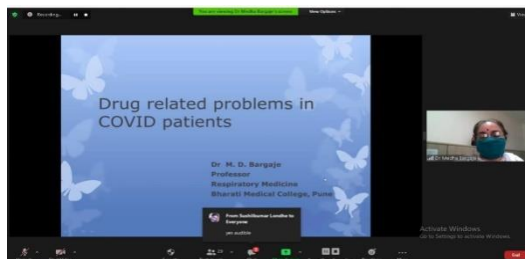 Recording...
You are viewing Dr Medha Bargaje's screen
View Options
Drug related problems in
COVID patients
Dr M. D. Bargaje
Professor
Respiratory Medicine
Bharati Medical College, Pune
Dr Medha Bargaje
From Sushilkumar Londhe to
Everyone
yes audible
Activate Windows
Go to Settings to activate Windows.
End